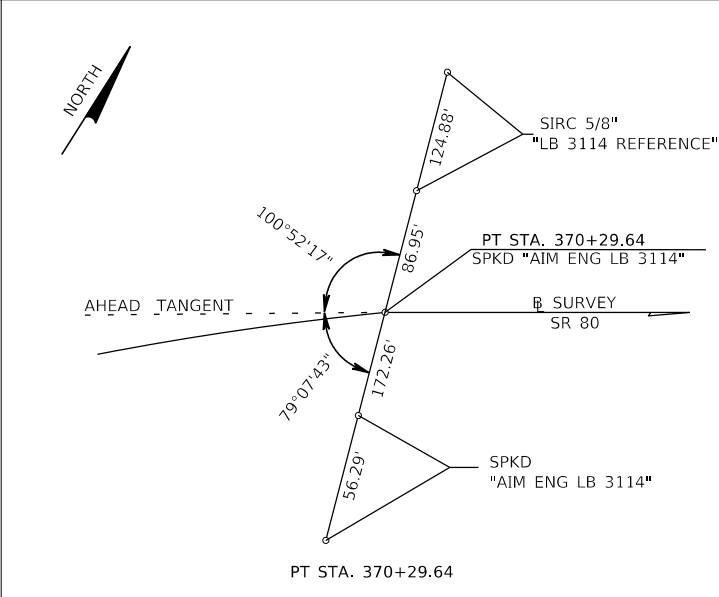 NORTH
124.88'
SIRC 5/8"
"LB 3114 REFERENCE"
100°52'17"
86.95'
PT STA. 370+29.64
SPKD "AIM ENG LB 3114"
AHEAD TANGENT
BL SURVEY
SR 80
79°07'43"
172.26'
56.29'
SPKD
"AIM ENG LB 3114"
PT STA. 370+29.64